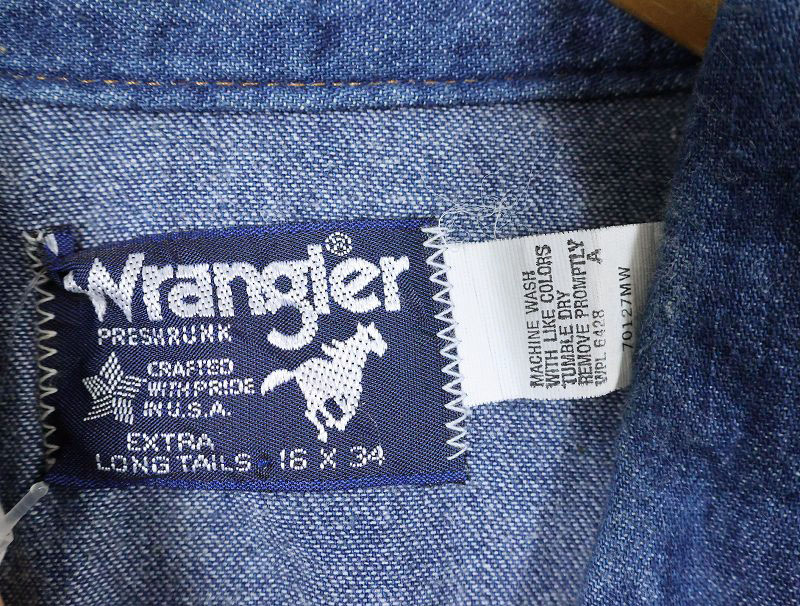 Wrangler®
PRESHRUNK
CRAFTED
WITH PRIDE
IN U.S.A.
EXTRA
LONG TAILS 16 X 34
MACHINE WASH
WITH LIKE COLORS
TUMBLE DRY
REMOVE PROMPTLY
WPL 6428 A
70127MW